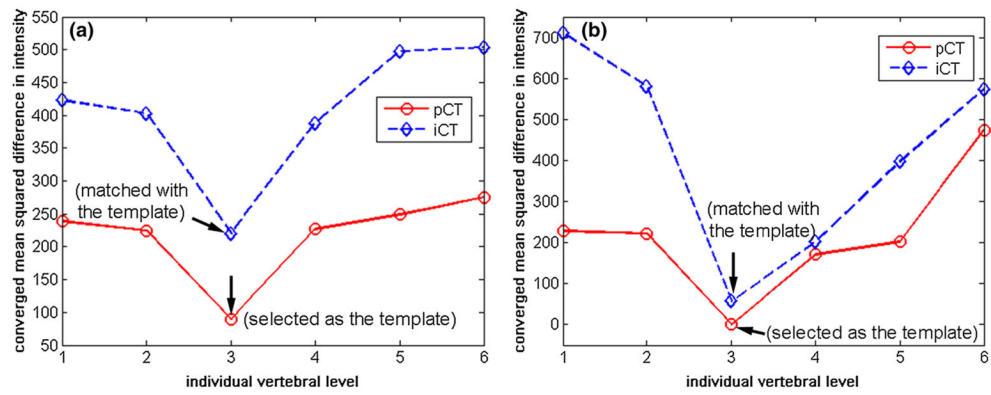 (a)
converged mean squared difference in intensity
550
500
450
400
350
300
250
200
150
100
50
pCT
iCT
(matched with
the template)
(selected as the template)
1 2 3 4 5 6
individual vertebral level
(b)
converged mean squared difference in intensity
700
600
500
400
300
200
100
0
pCT
iCT
(matched with
the template)
(selected as the template)
1 2 3 4 5 6
individual vertebral level